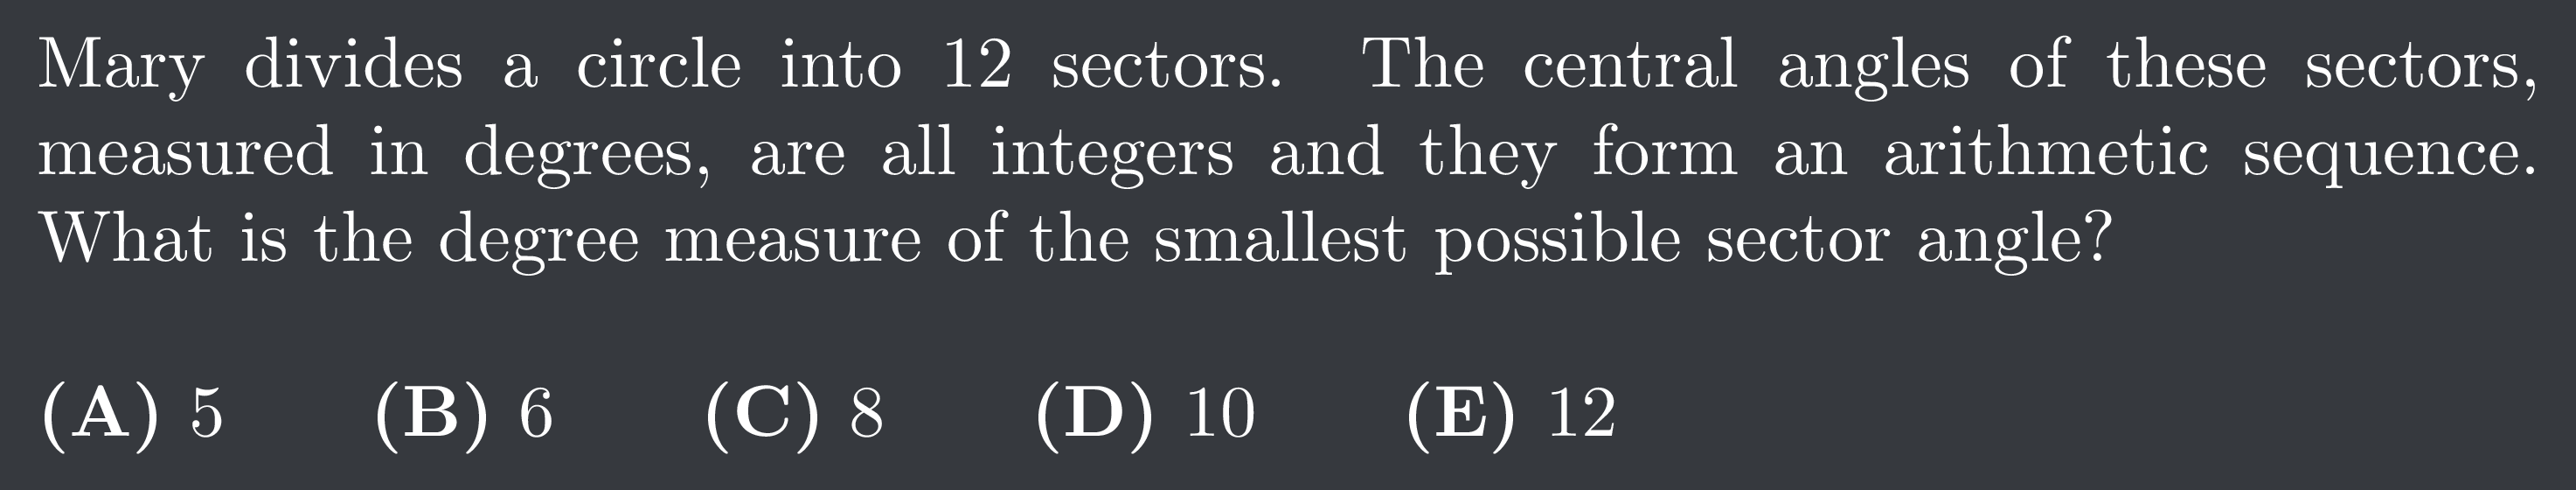 Mary divides a circle into 12 sectors. The central angles of these sectors,
measured in degrees, are all integers and they form an arithmetic sequence.
What is the degree measure of the smallest possible sector angle?
(A) 5 (B) 6 (C) 8 (D) 10 (E) 12